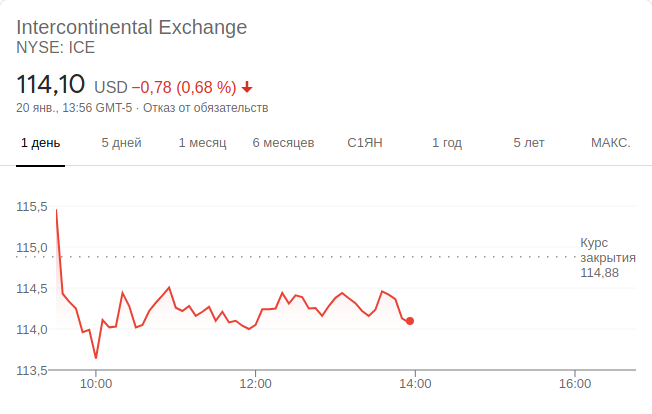 Intercontinental Exchange
NYSE: ICE
114,10 USD −0,78 (0,68 %)
20 янв., 13:56 GMT-5 · Отказ от обязательств
1 день 5 дней 1 месяц 6 месяцев С1ЯН 1 год 5 лет МАКС.
115,5
115,0
114,5
114,0
113,5
Курс
закрытия
114,88
10:00 12:00 14:00 16:00